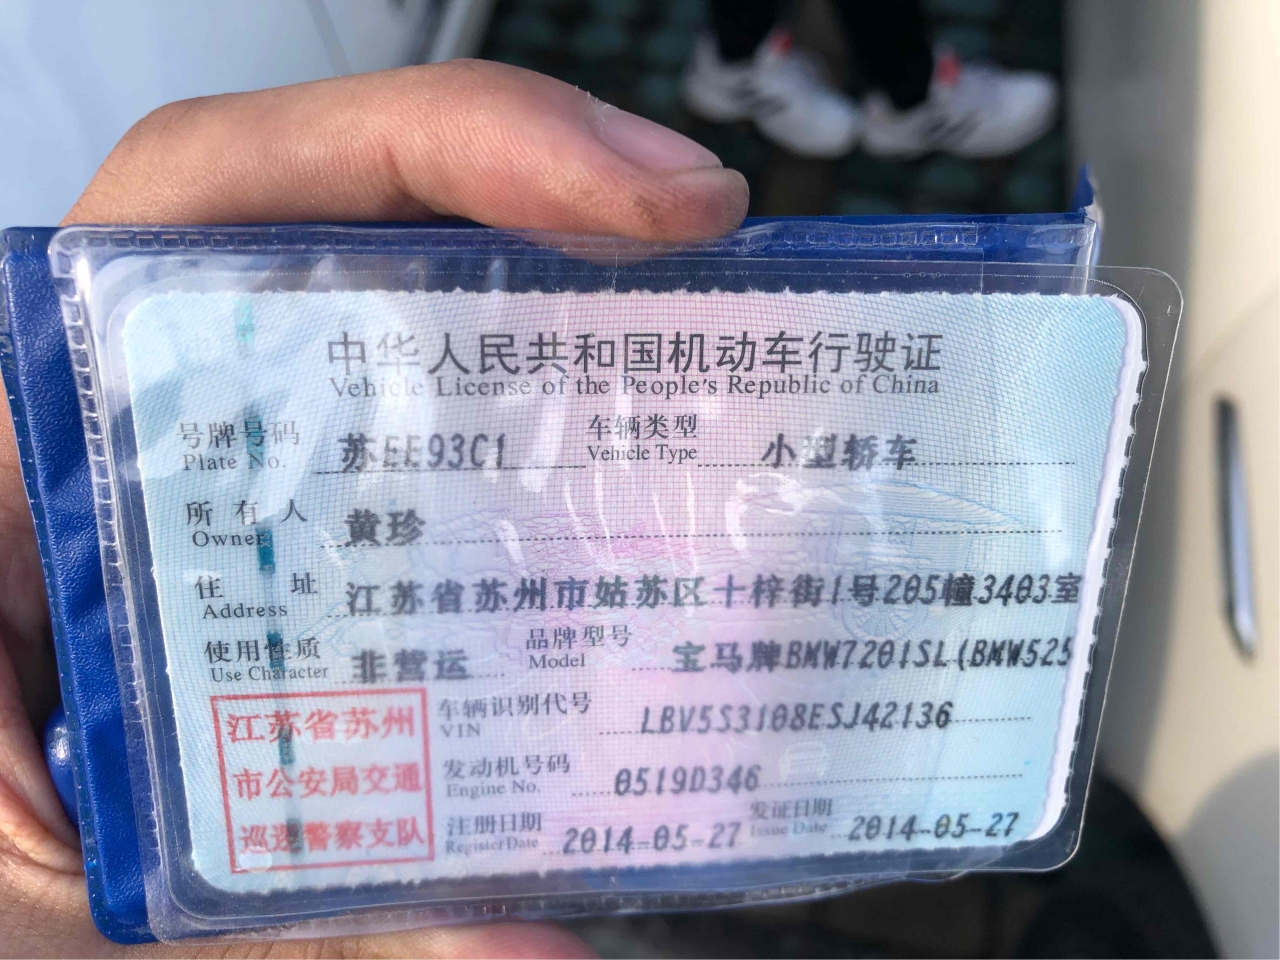 中华人民共和国机动车行驶证
Vehicle License of the People's Republic of China
号牌号码 苏EE93C1 车辆类型 小型轿车
Plate No. Vehicle Type
所有人 黄珍
Owner
住址 江苏省苏州市姑苏区十梓街1号205幢3403室
Address
使用性质 非营运 品牌型号 宝马牌BMW7201SL(BMW525
Use Character Model
江苏省苏州
市公安局交通
巡逻警察支队
车辆识别代号 LBV5S3108ESJ42136
VIN
发动机号码 0519D346
Engine No.
注册日期 2014-05-27 发证日期 2014-05-27
Register Date Issue Date